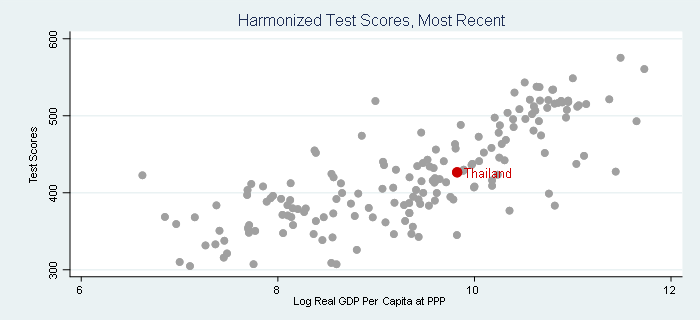 Harmonized Test Scores, Most Recent
600
500
400
300
Test Scores
Thailand
6
8
10
12
Log Real GDP Per Capita at PPP